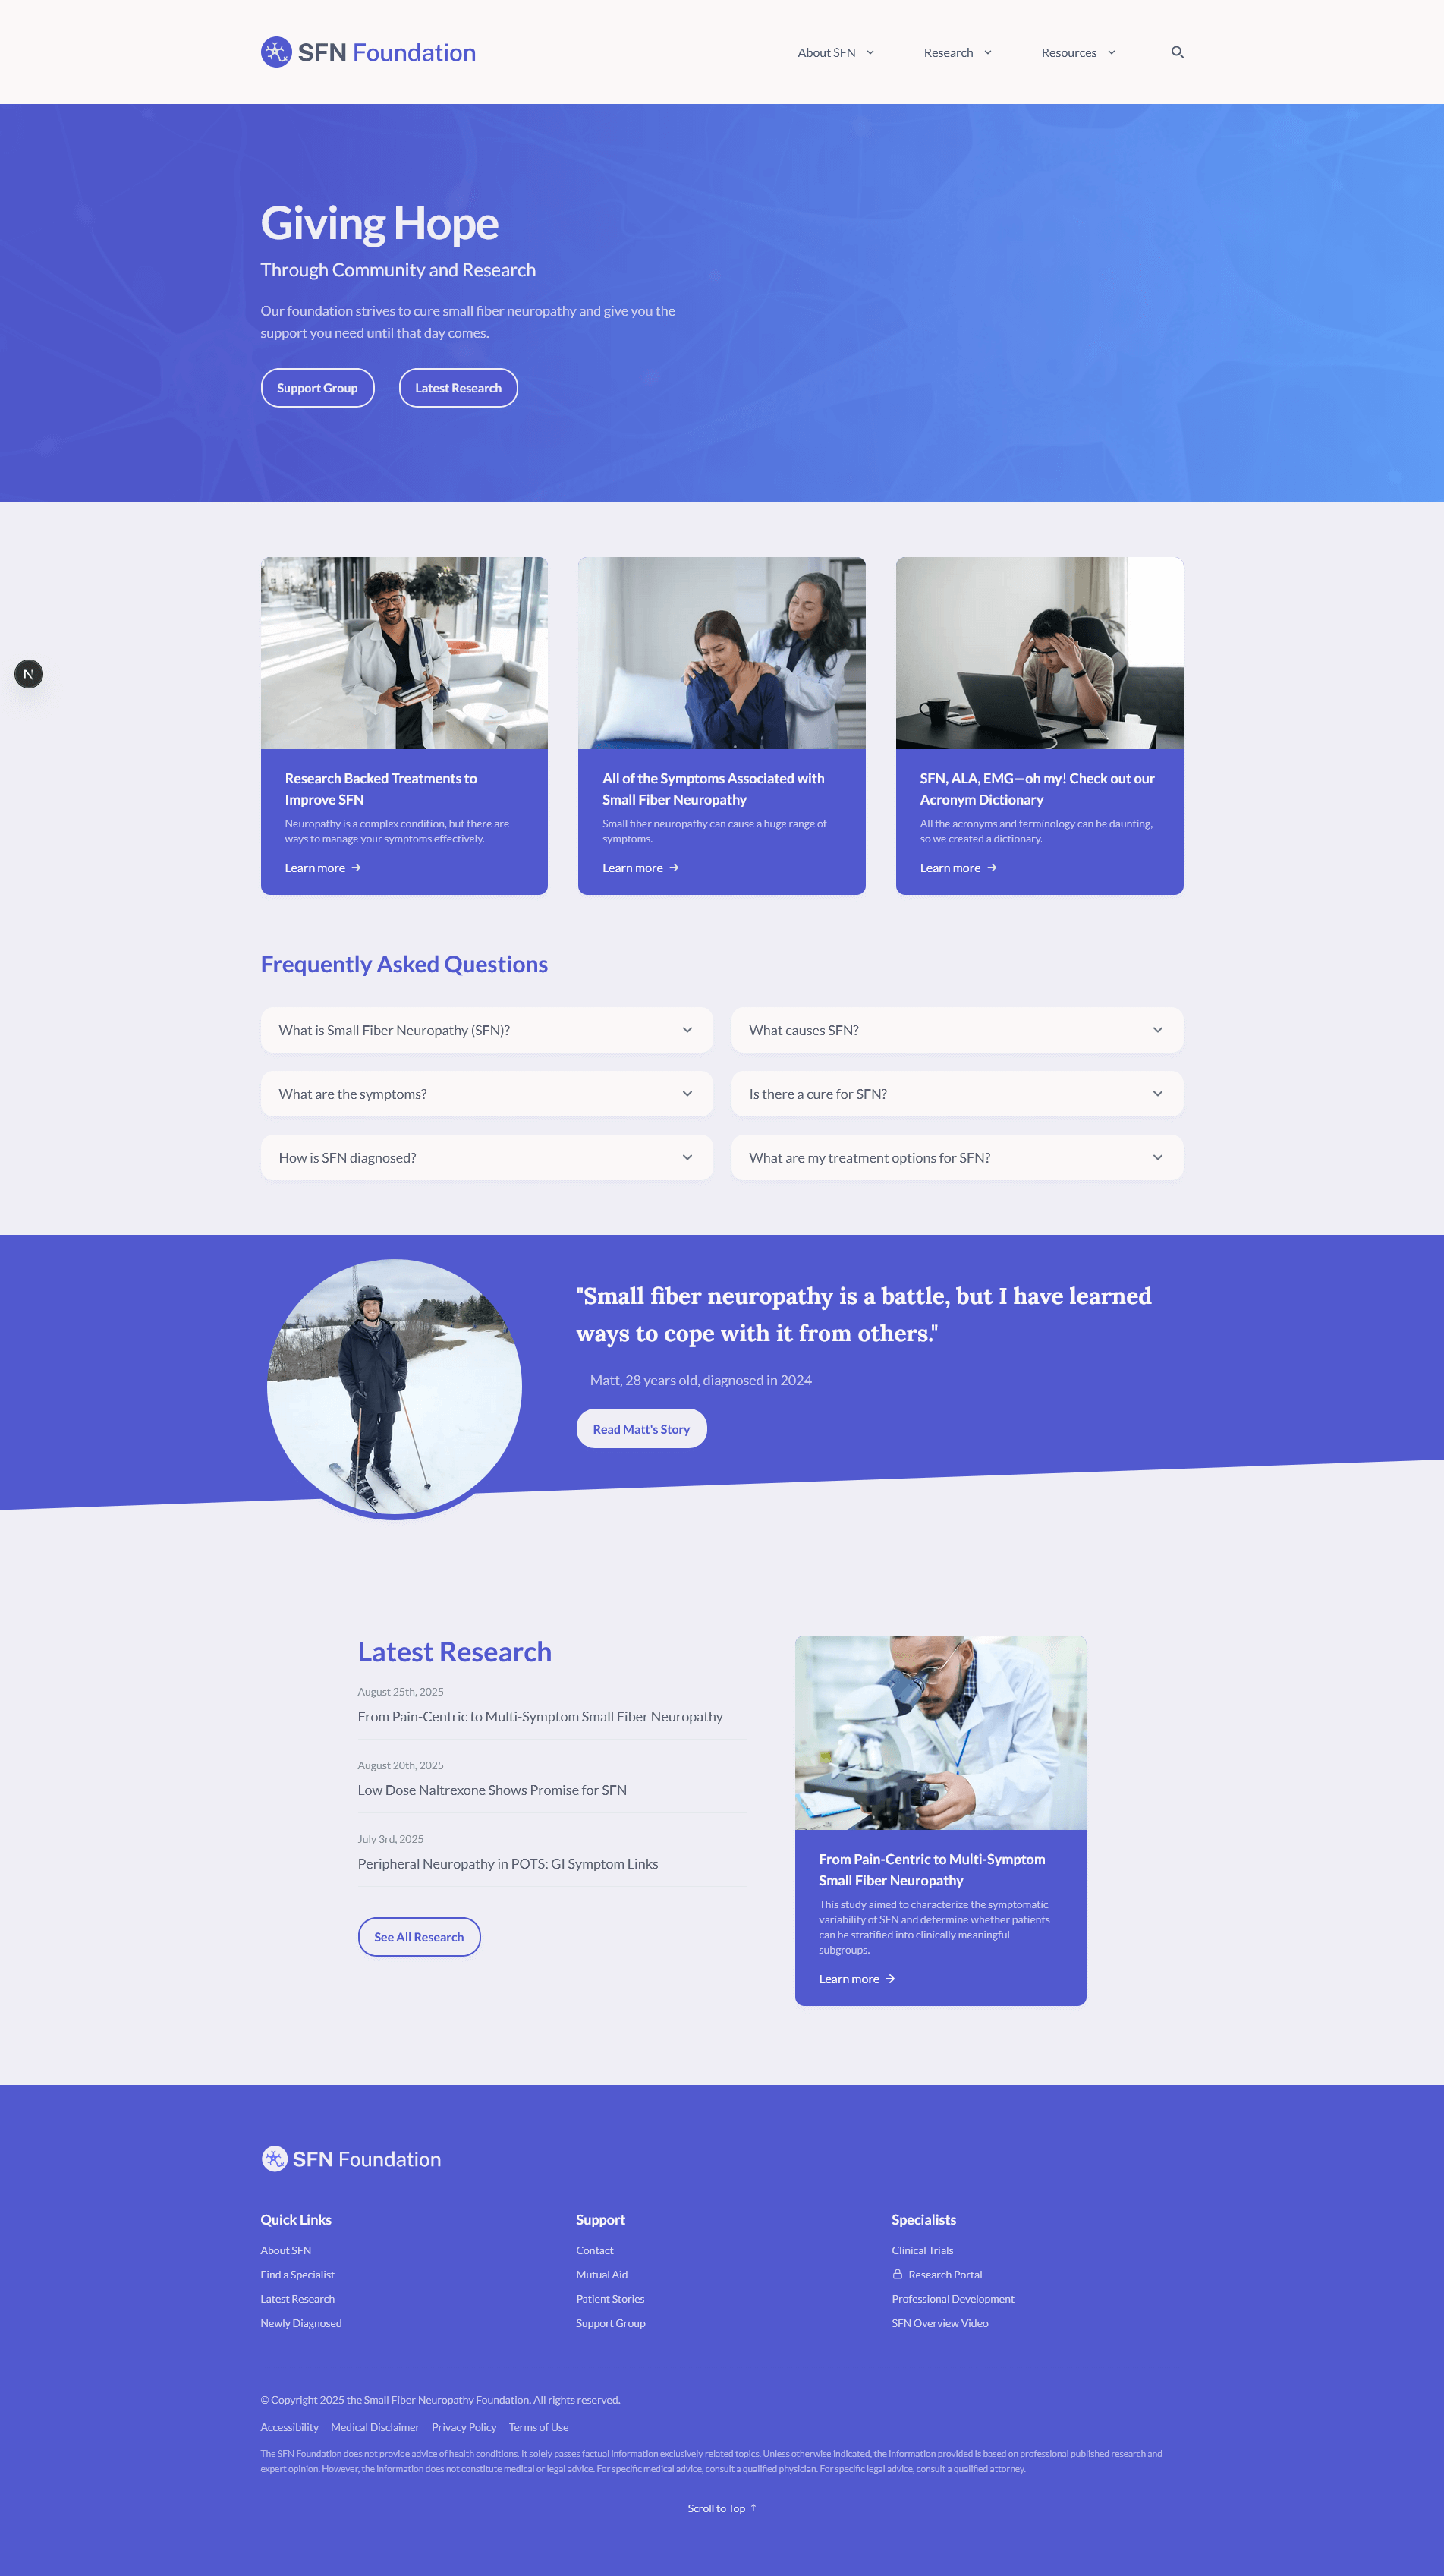 SFN Foundation
About SFN
Research
Resources
Giving Hope
Through Community and Research
Our foundation strives to cure small fiber neuropathy and give you the
support you need until that day comes.
Support Group
Latest Research
N
Research Backed Treatments to
Improve SFN
Neuropathy is a complex condition, but there are
ways to manage your symptoms effectively.
Learn more →
All of the Symptoms Associated with
Small Fiber Neuropathy
Small fiber neuropathy can cause a huge range of
symptoms.
Learn more →
SFN, ALA, EMG—oh my! Check out our
Acronym Dictionary
All the acronyms and terminology can be daunting,
so we created a dictionary.
Learn more →
Frequently Asked Questions
What is Small Fiber Neuropathy (SFN)?
What causes SFN?
What are the symptoms?
Is there a cure for SFN?
How is SFN diagnosed?
What are my treatment options for SFN?
"Small fiber neuropathy is a battle, but I have learned
ways to cope with it from others."
— Matt, 28 years old, diagnosed in 2024
Read Matt's Story
Latest Research
August 25th, 2025
From Pain-Centric to Multi-Symptom Small Fiber Neuropathy
August 20th, 2025
Low Dose Naltrexone Shows Promise for SFN
July 3rd, 2025
Peripheral Neuropathy in POTS: GI Symptom Links
See All Research
From Pain-Centric to Multi-Symptom
Small Fiber Neuropathy
This study aimed to characterize the symptomatic
variability of SFN and determine whether patients
can be stratified into clinically meaningful
subgroups.
Learn more →
SFN Foundation
Quick Links
About SFN
Find a Specialist
Latest Research
Newly Diagnosed
Support
Contact
Mutual Aid
Patient Stories
Support Group
Specialists
Clinical Trials
Research Portal
Professional Development
SFN Overview Video
© Copyright 2025 the Small Fiber Neuropathy Foundation. All rights reserved.
Accessibility Medical Disclaimer Privacy Policy Terms of Use
The SFN Foundation does not provide advice of health conditions. It solely passes factual information exclusively related topics. Unless otherwise indicated, the information provided is based on professional published research and
expert opinion. However, the information does not constitute medical or legal advice. For specific medical advice, consult a qualified physician. For specific legal advice, consult a qualified attorney.
Scroll to Top ↑